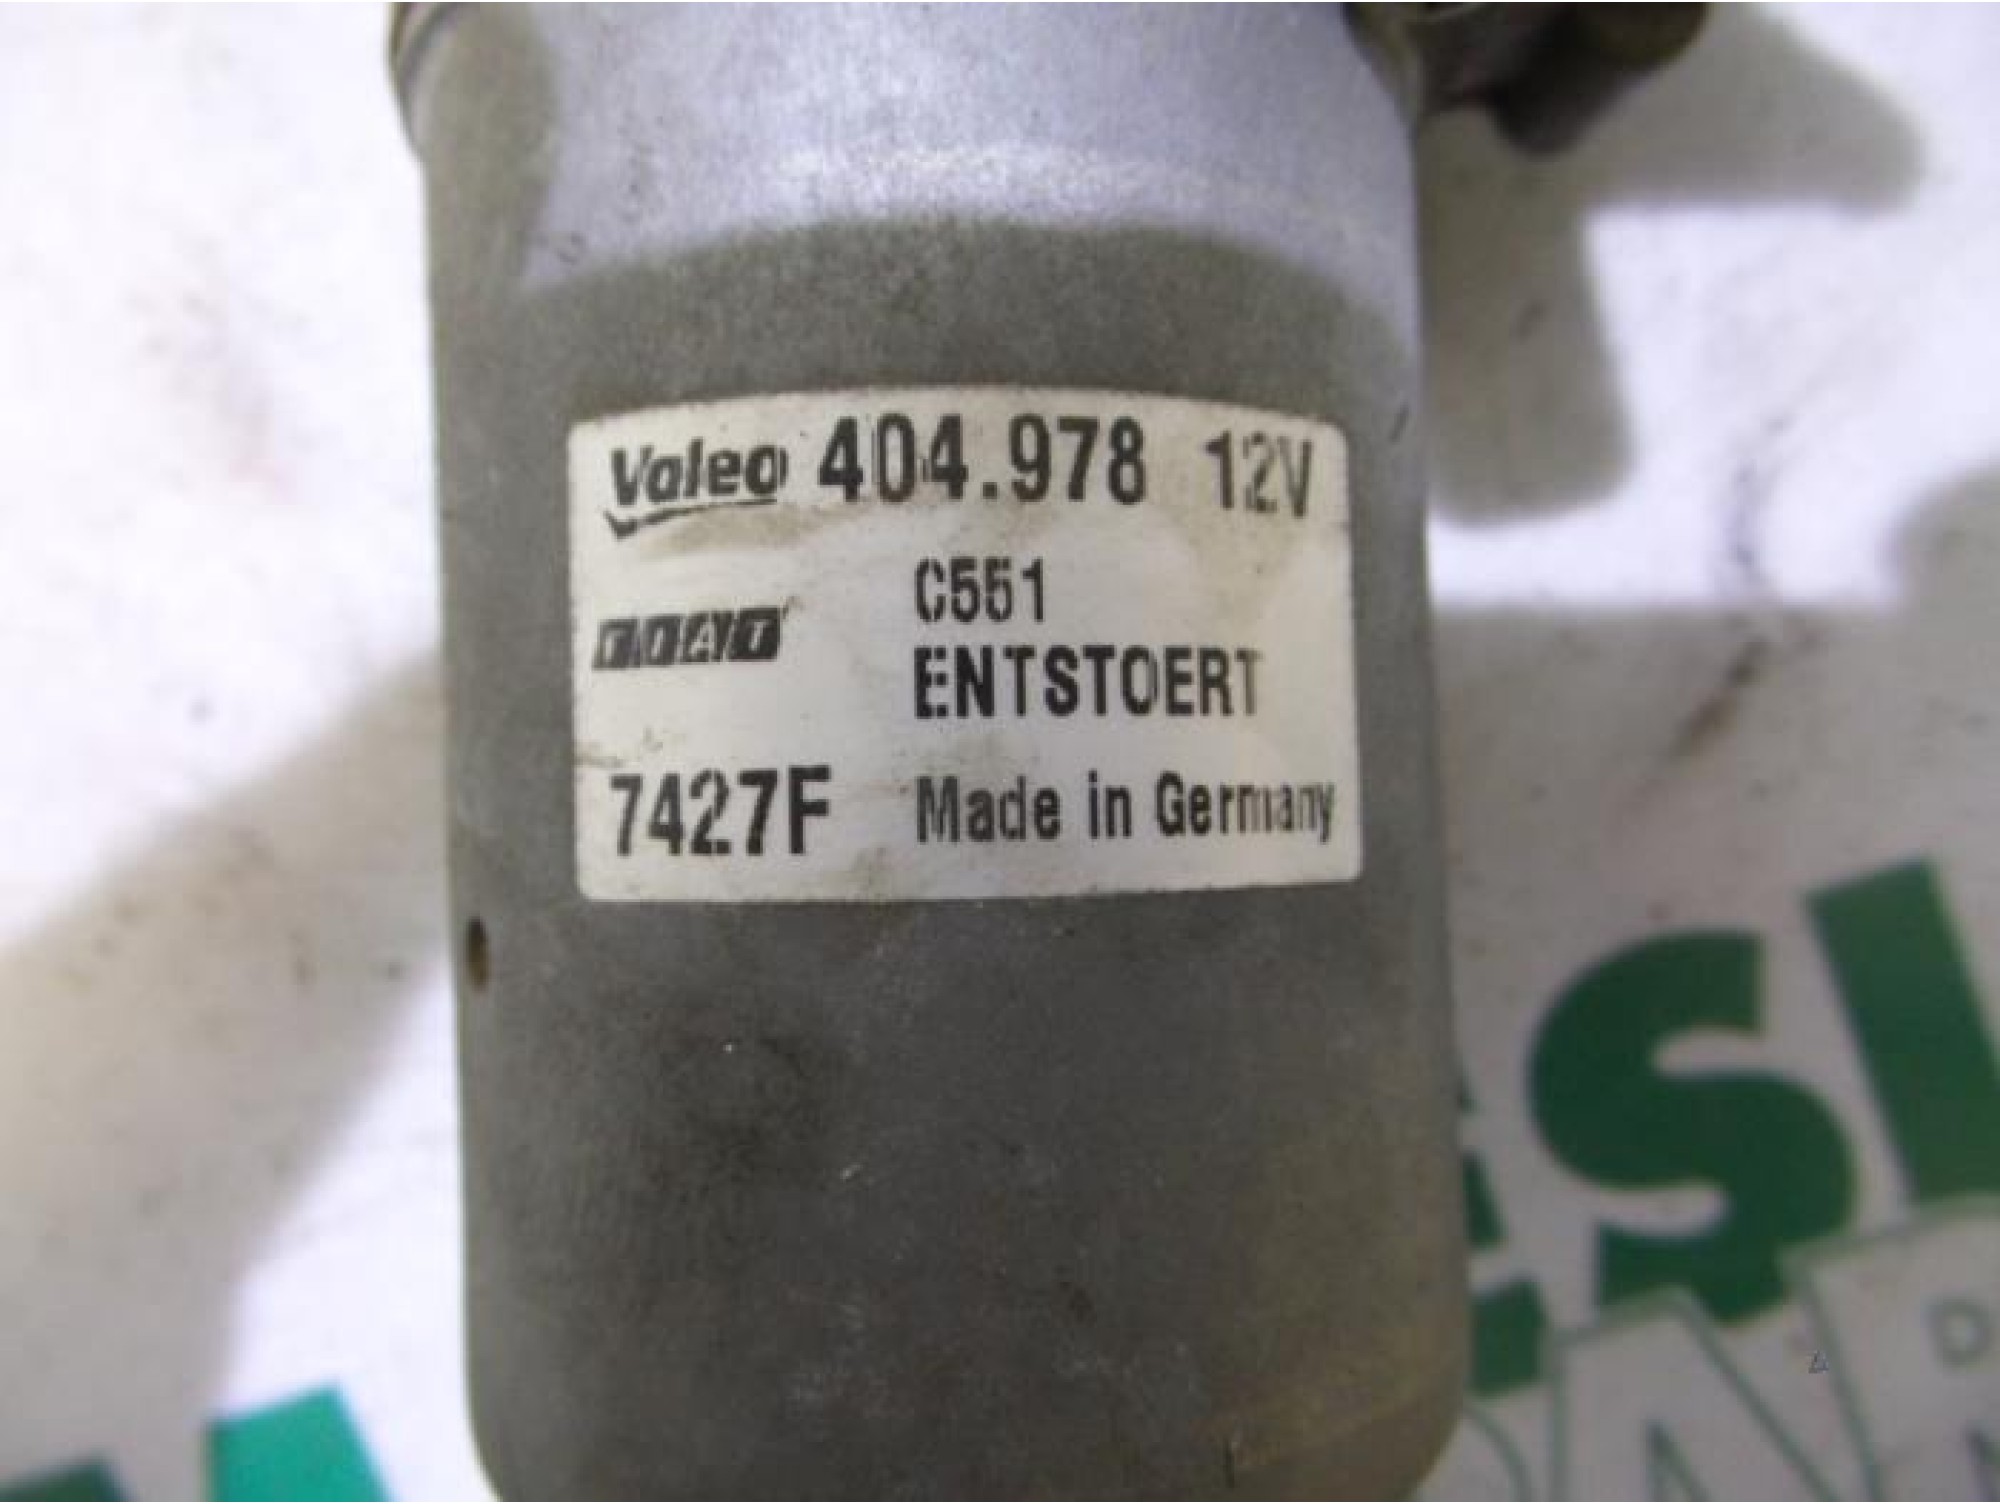 Valeo 404.978 12V
C551
FIAT
ENTSTOERT
7427F Made in Germany